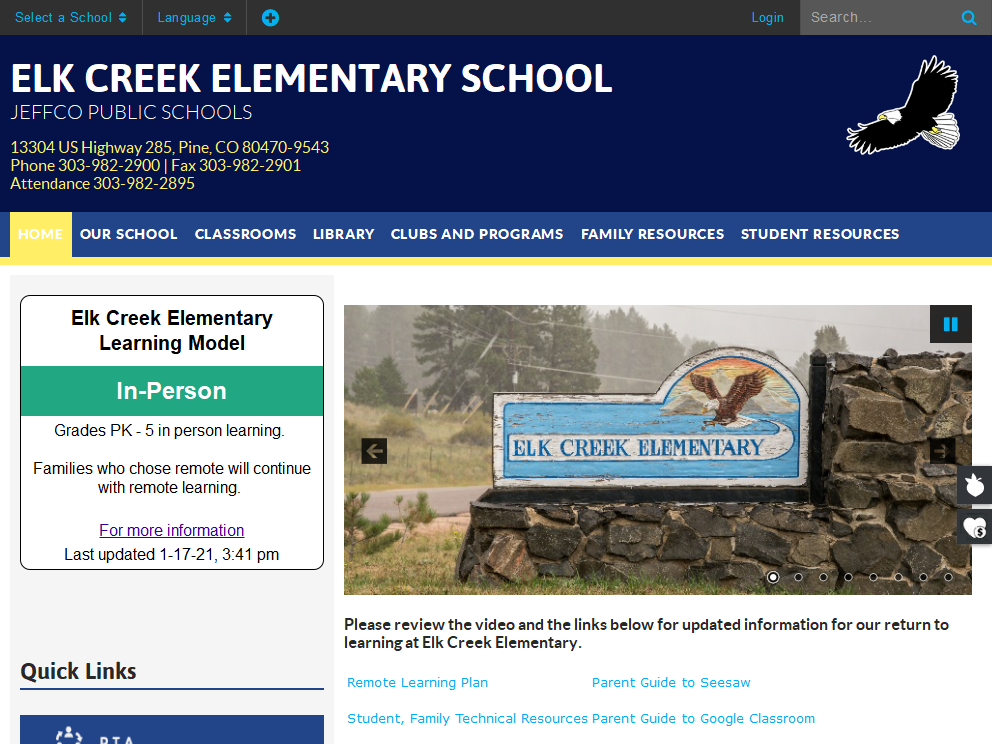 Select a School
Language
Login
Search...
ELK CREEK ELEMENTARY SCHOOL
JEFFCO PUBLIC SCHOOLS
13304 US Highway 285, Pine, CO 80470-9543
Phone 303-982-2900 | Fax 303-982-2901
Attendance 303-982-2895
HOME
OUR SCHOOL
CLASSROOMS
LIBRARY
CLUBS AND PROGRAMS
FAMILY RESOURCES
STUDENT RESOURCES
Elk Creek Elementary
Learning Model
In-Person
Grades PK - 5 in person learning.
Families who chose remote will continue
with remote learning.
For more information
Last updated 1-17-21, 3:41 pm
Quick Links
PTA
ELK CREEK ELEMENTARY
Please review the video and the links below for updated information for our return to
learning at Elk Creek Elementary.
Remote Learning Plan
Parent Guide to Seesaw
Student, Family Technical Resources
Parent Guide to Google Classroom